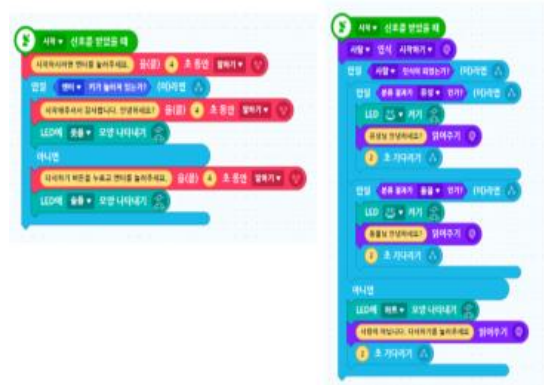 시작▼ 신호를 받았을 때
시작하시려면 엔터를 눌러주세요. 을(를) 4 초 동안 말하기▼
만일 엔터▼ 키가 눌러져 있는가? (이)라면
시작해주셔서 감사합니다. 안녕하세요? 을(를) 4 초 동안 말하기▼
LED에 웃음▼ 모양 나타내기
아니면
다시하기 버튼을 누르고 엔터를 눌러주세요. 을(를) 4 초 동안 말하기▼
LED에 슬픔▼ 모양 나타내기
시작▼ 신호를 받았을 때
사람▼ 인식 시작하기▼
만일 사람▼ 인식이 되었는가? (이)라면
만일 분류 결과가 유성▼ 인가? (이)라면
LED ▼ 켜기
유성님 안녕하세요? 읽어주기
초 기다리기
만일 분류 결과가 ▼ 인가? (이)라면
LED ▼ 켜기
안녕하세요? 읽어주기
초 기다리기
아니면
LED에 하트▼ 모양 나타내기
사람이 아닙니다. 다시하기를 눌러주세요 읽어주기
초 기다리기